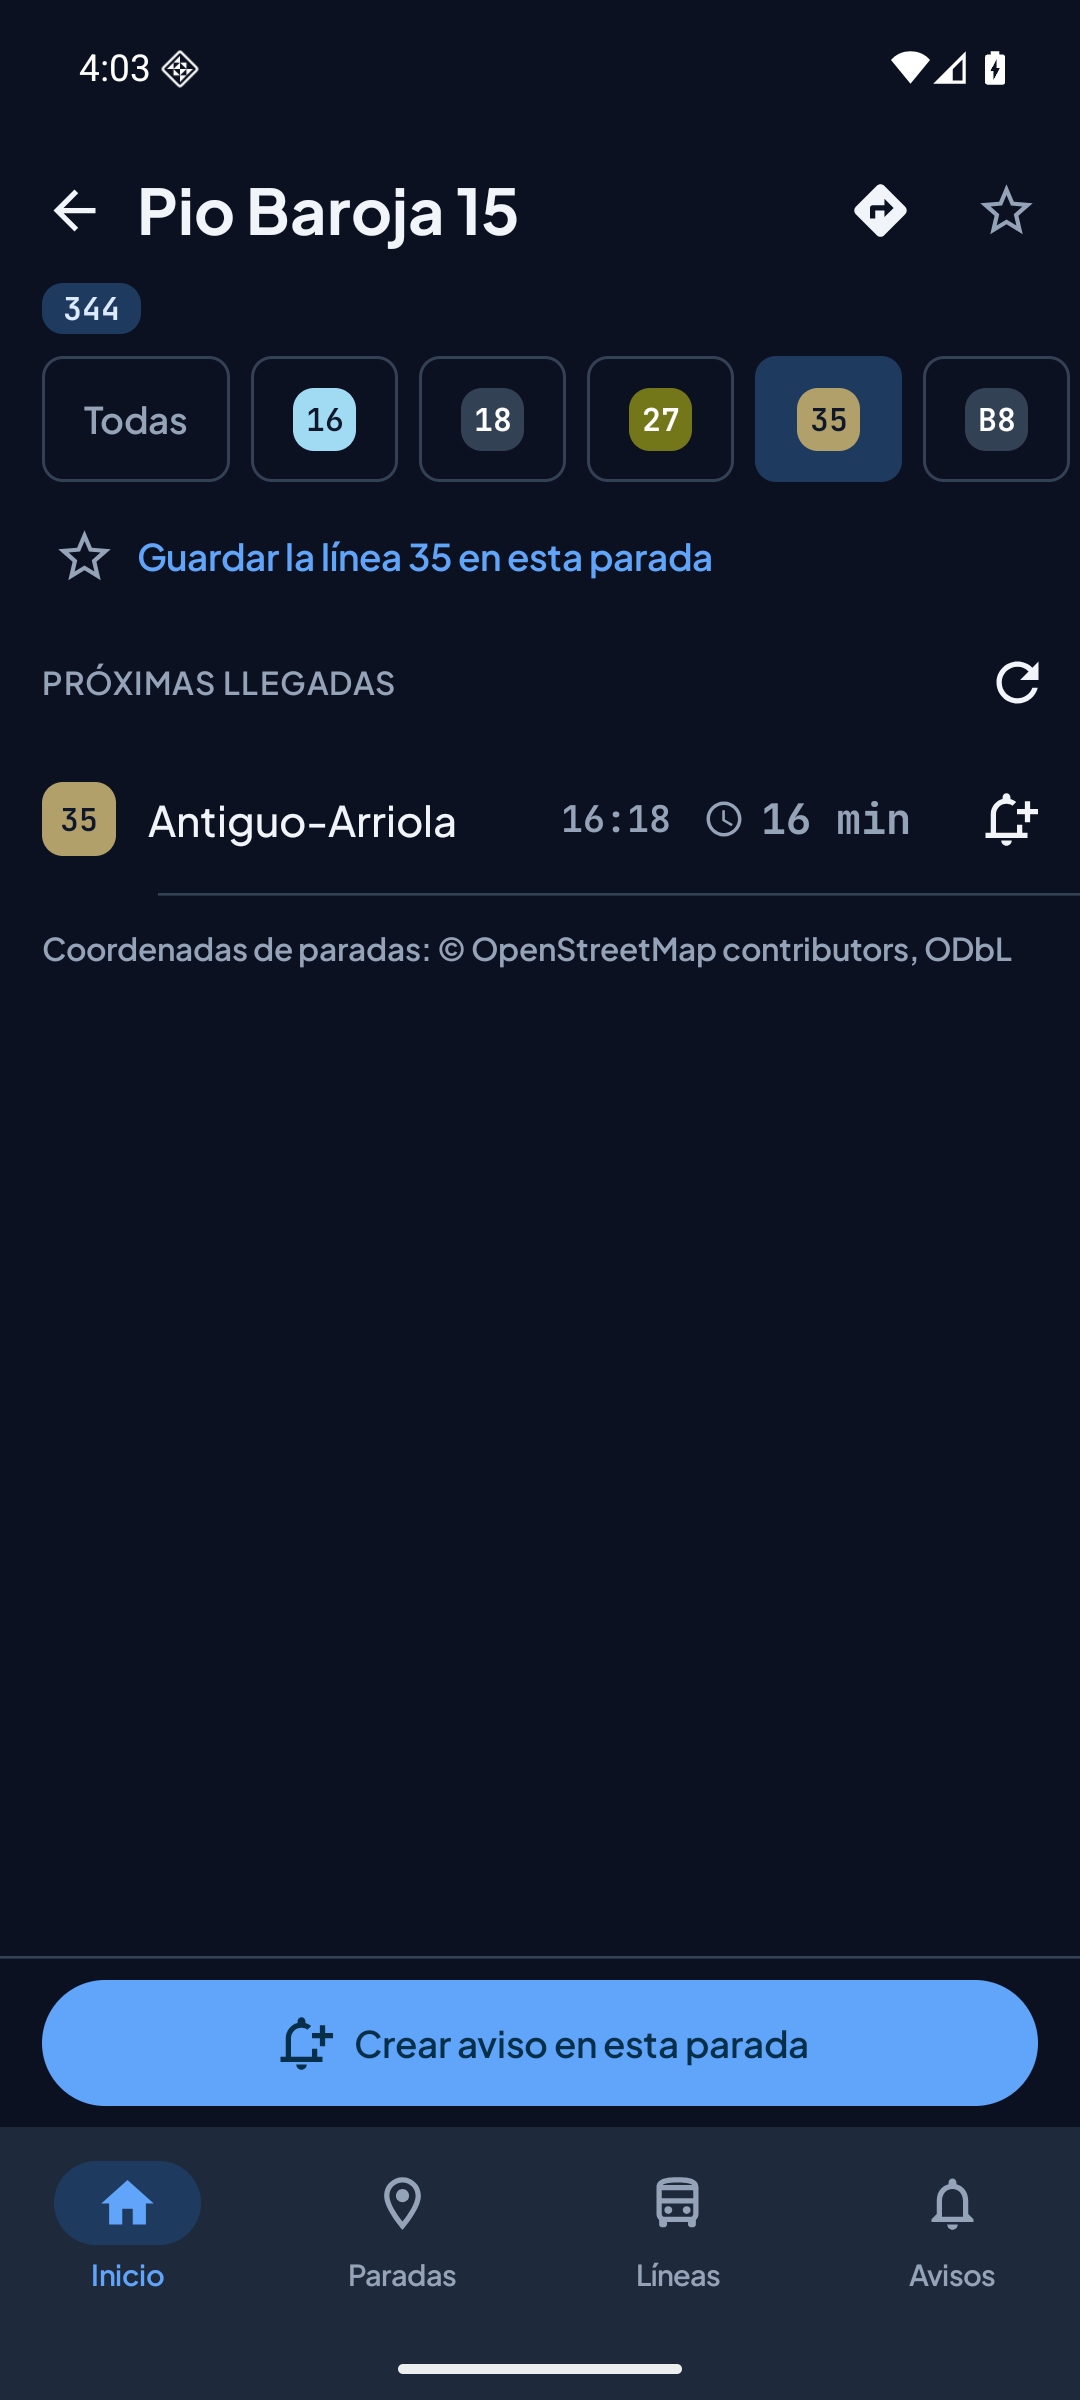 4:03
Pio Baroja 15
344
Todas 16 18 27 35 B8
Guardar la línea 35 en esta parada
PRÓXIMAS LLEGADAS
35 Antiguo-Arriola 16:18 16 min
Coordenadas de paradas: © OpenStreetMap contributors, ODbL
Crear aviso en esta parada
Inicio Paradas Líneas Avisos